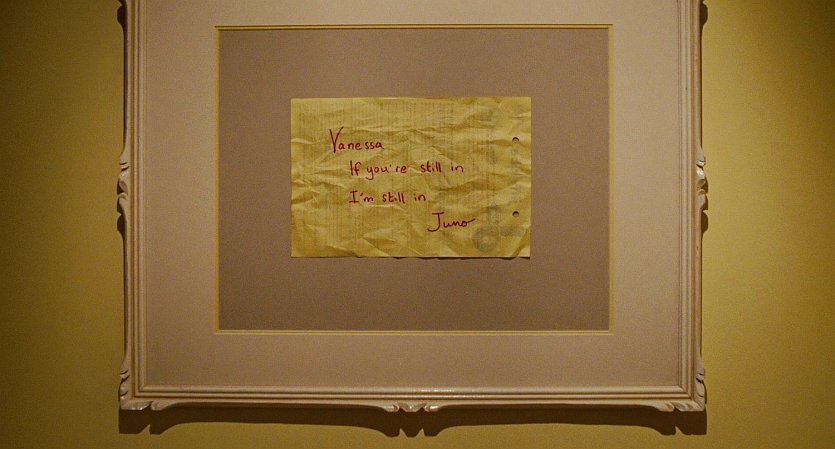 Vanessa
If you're still in
I'm still in
Juno